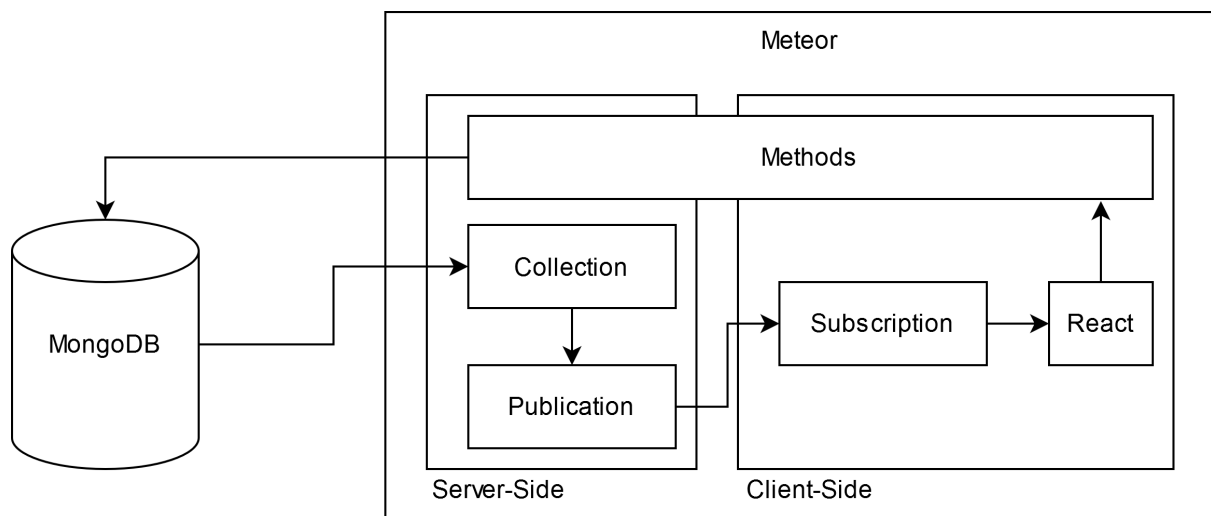 Meteor
Methods
Collection
MongoDB
Subscription
React
Publication
Server-Side
Client-Side